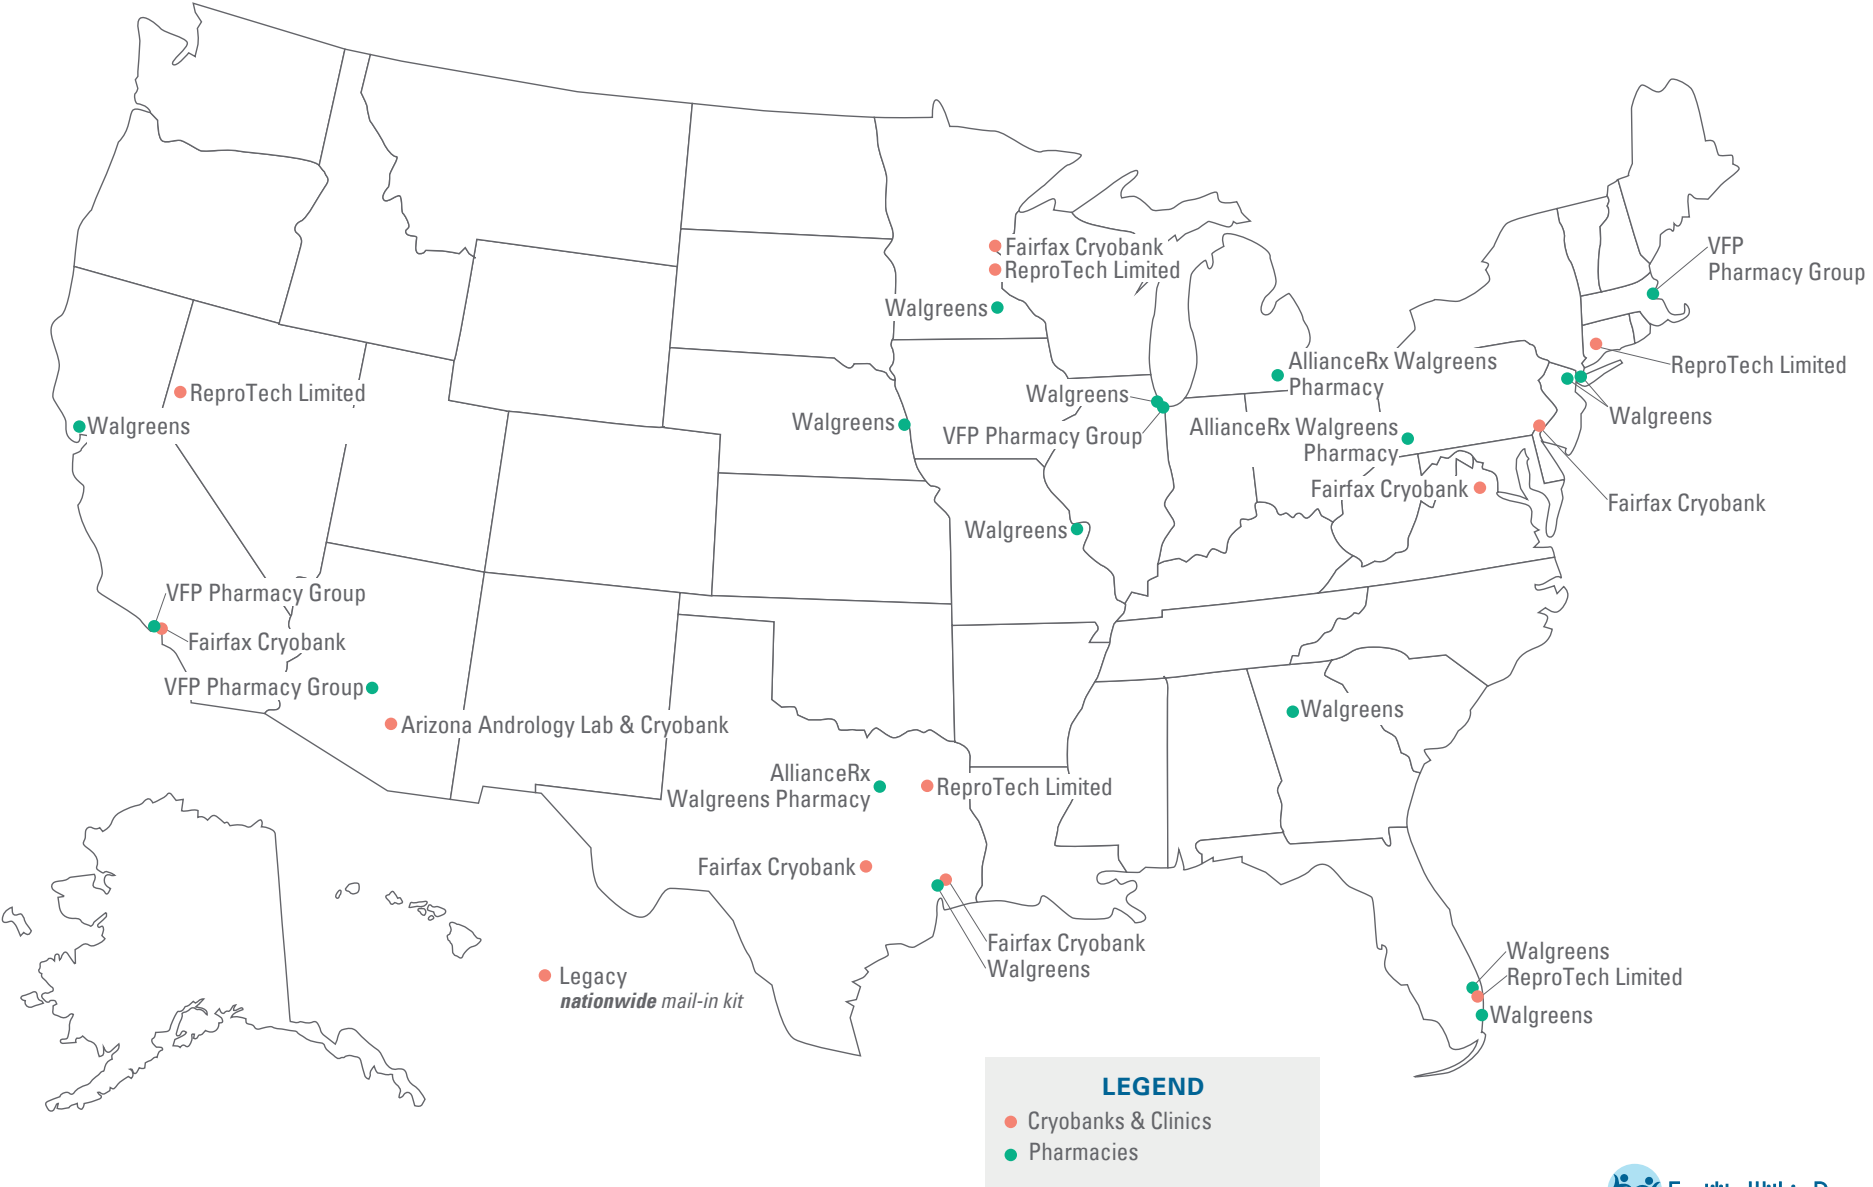 Fairfax Cryobank
ReproTech Limited
Walgreens
VFP
Pharmacy Group
ReproTech Limited
Walgreens
AllianceRx Walgreens
Pharmacy
Walgreens
VFP Pharmacy Group
Walgreens
AllianceRx Walgreens
Pharmacy
Fairfax Cryobank
Fairfax Cryobank
ReproTech Limited
Walgreens
Walgreens
VFP Pharmacy Group
Fairfax Cryobank
VFP Pharmacy Group
Arizona Andrology Lab & Cryobank
Walgreens
AllianceRx
Walgreens Pharmacy
ReproTech Limited
Fairfax Cryobank
Fairfax Cryobank
Walgreens
Legacy
nationwide mail-in kit
Walgreens
ReproTech Limited
Walgreens
LEGEND
Cryobanks & Clinics
Pharmacies